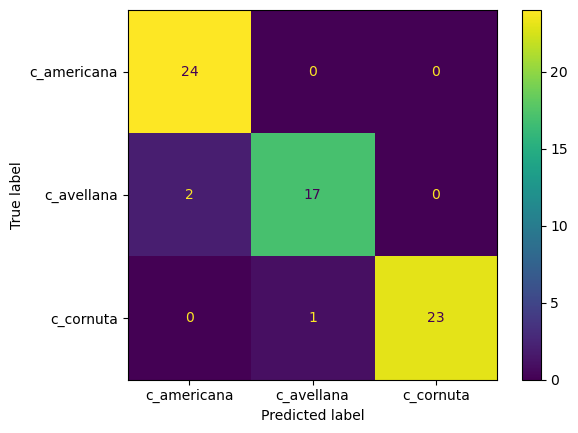 c_americana 24 0 0
c_avellana 2 17 0
c_cornuta 0 1 23
c_americana c_avellana c_cornuta
Predicted label
True label
20
15
10
5
0